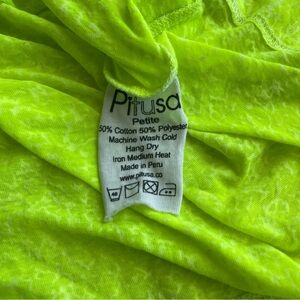 Pitusa
Petite
50% Cotton 50% Polyester
Machine Wash Cold
Hang Dry
Iron Medium Heat
Made in Peru
www.pitusa.co